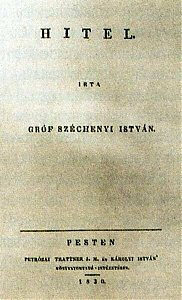 HITEL.
IRTA
GRÓF SZÉCHENYI ISTVÁN.
PESTEN
PETRÓZAI TRATTNER J. M. és KÁROLYI ISTVÁN'
KÖNYVNYOMTATÓ-INTÉZETÉBEN.
1830.